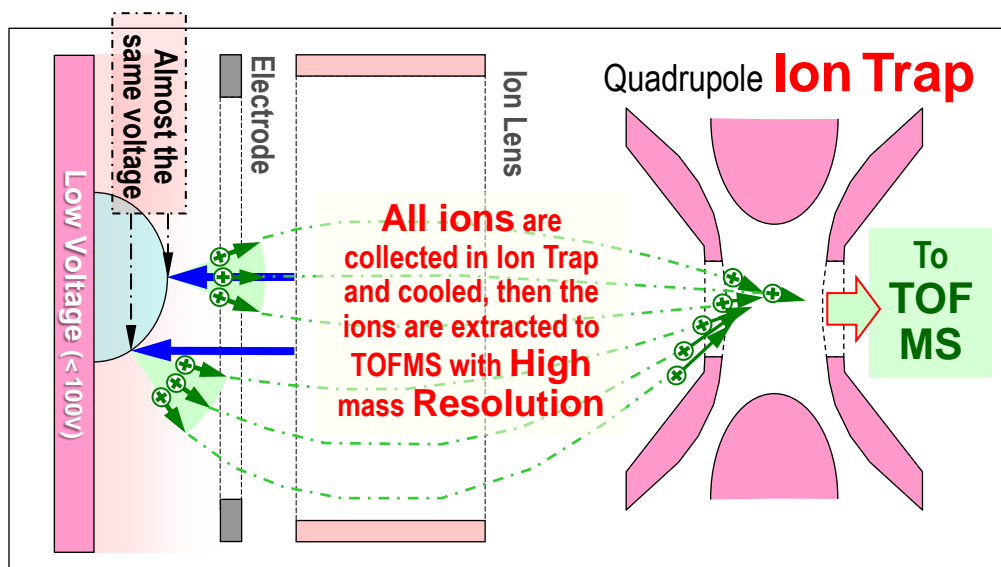 Almost the
same voltage
Low Voltage (<100V)
Electrode
Ion Lens
Quadrupole Ion Trap
All ions are
collected in Ion Trap
and cooled, then the
ions are extracted to
TOFMS with High
mass Resolution
To
TOF
MS